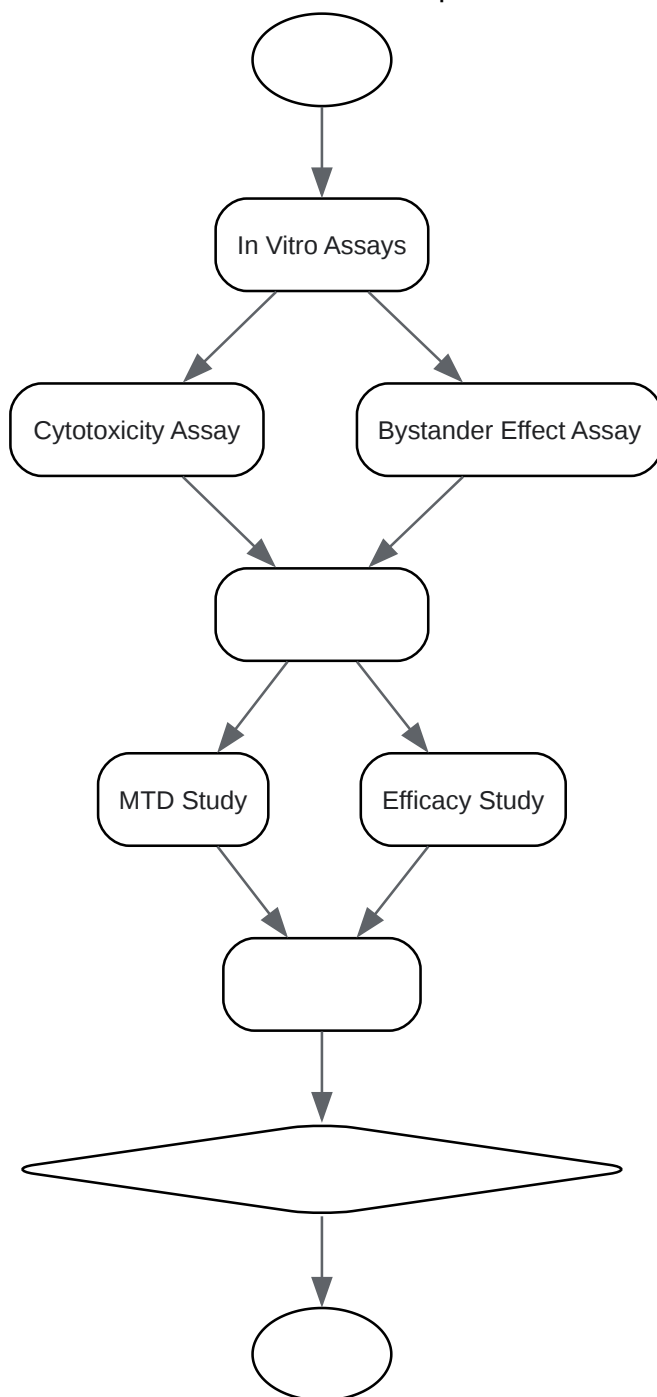 In Vitro Assays
Cytotoxicity Assay
Bystander Effect Assay
MTD Study
Efficacy Study